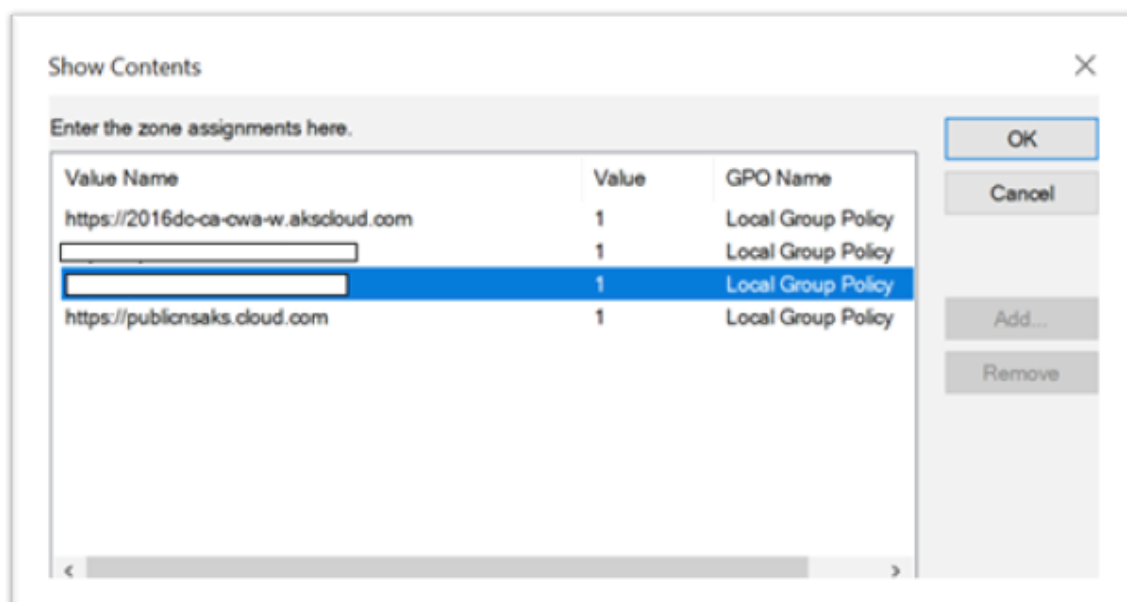 Show Contents
Enter the zone assignments here.
OK
Value Name Value GPO Name
Cancel
https://2016dc-ca-cwa-w.akscloud.com 1 Local Group Policy
1 Local Group Policy
1 Local Group Policy
https://publicnsaks.cloud.com 1 Local Group Policy
Add...
Remove